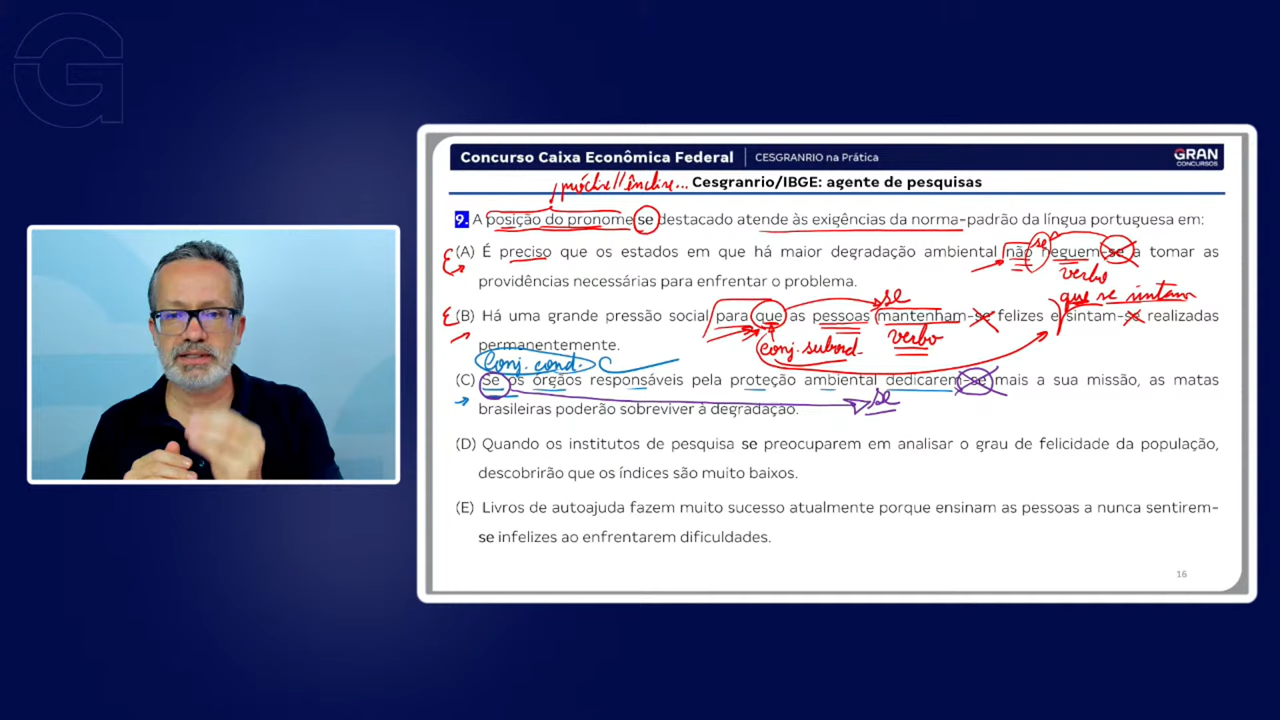 Concurso Caixa Econômica Federal | CESGRANRIO na Prática
GRAN
CONCURSOS
próclise//ênclise... Cesgranrio/IBGE: agente de pesquisas
9. A posição do pronome se destacado atende às exigências da norma-padrão da língua portuguesa em:
se
E (A) É preciso que os estados em que há maior degradação ambiental não neguem-se a tomar as
verbo
providências necessárias para enfrentar o problema.
se
que se sintam
E (B) Há uma grande pressão social para que as pessoas mantenham-se felizes e sintam-se realizadas
verbo
permanentemente.
conj. subord.
Conj. cond.
(C) Se os órgãos responsáveis pela proteção ambiental dedicarem-se mais a sua missão, as matas
se
brasileiras poderão sobreviver à degradação.
(D) Quando os institutos de pesquisa se preocuparem em analisar o grau de felicidade da população,
descobrirão que os índices são muito baixos.
(E) Livros de autoajuda fazem muito sucesso atualmente porque ensinam as pessoas a nunca sentirem-
se infelizes ao enfrentarem dificuldades.
16